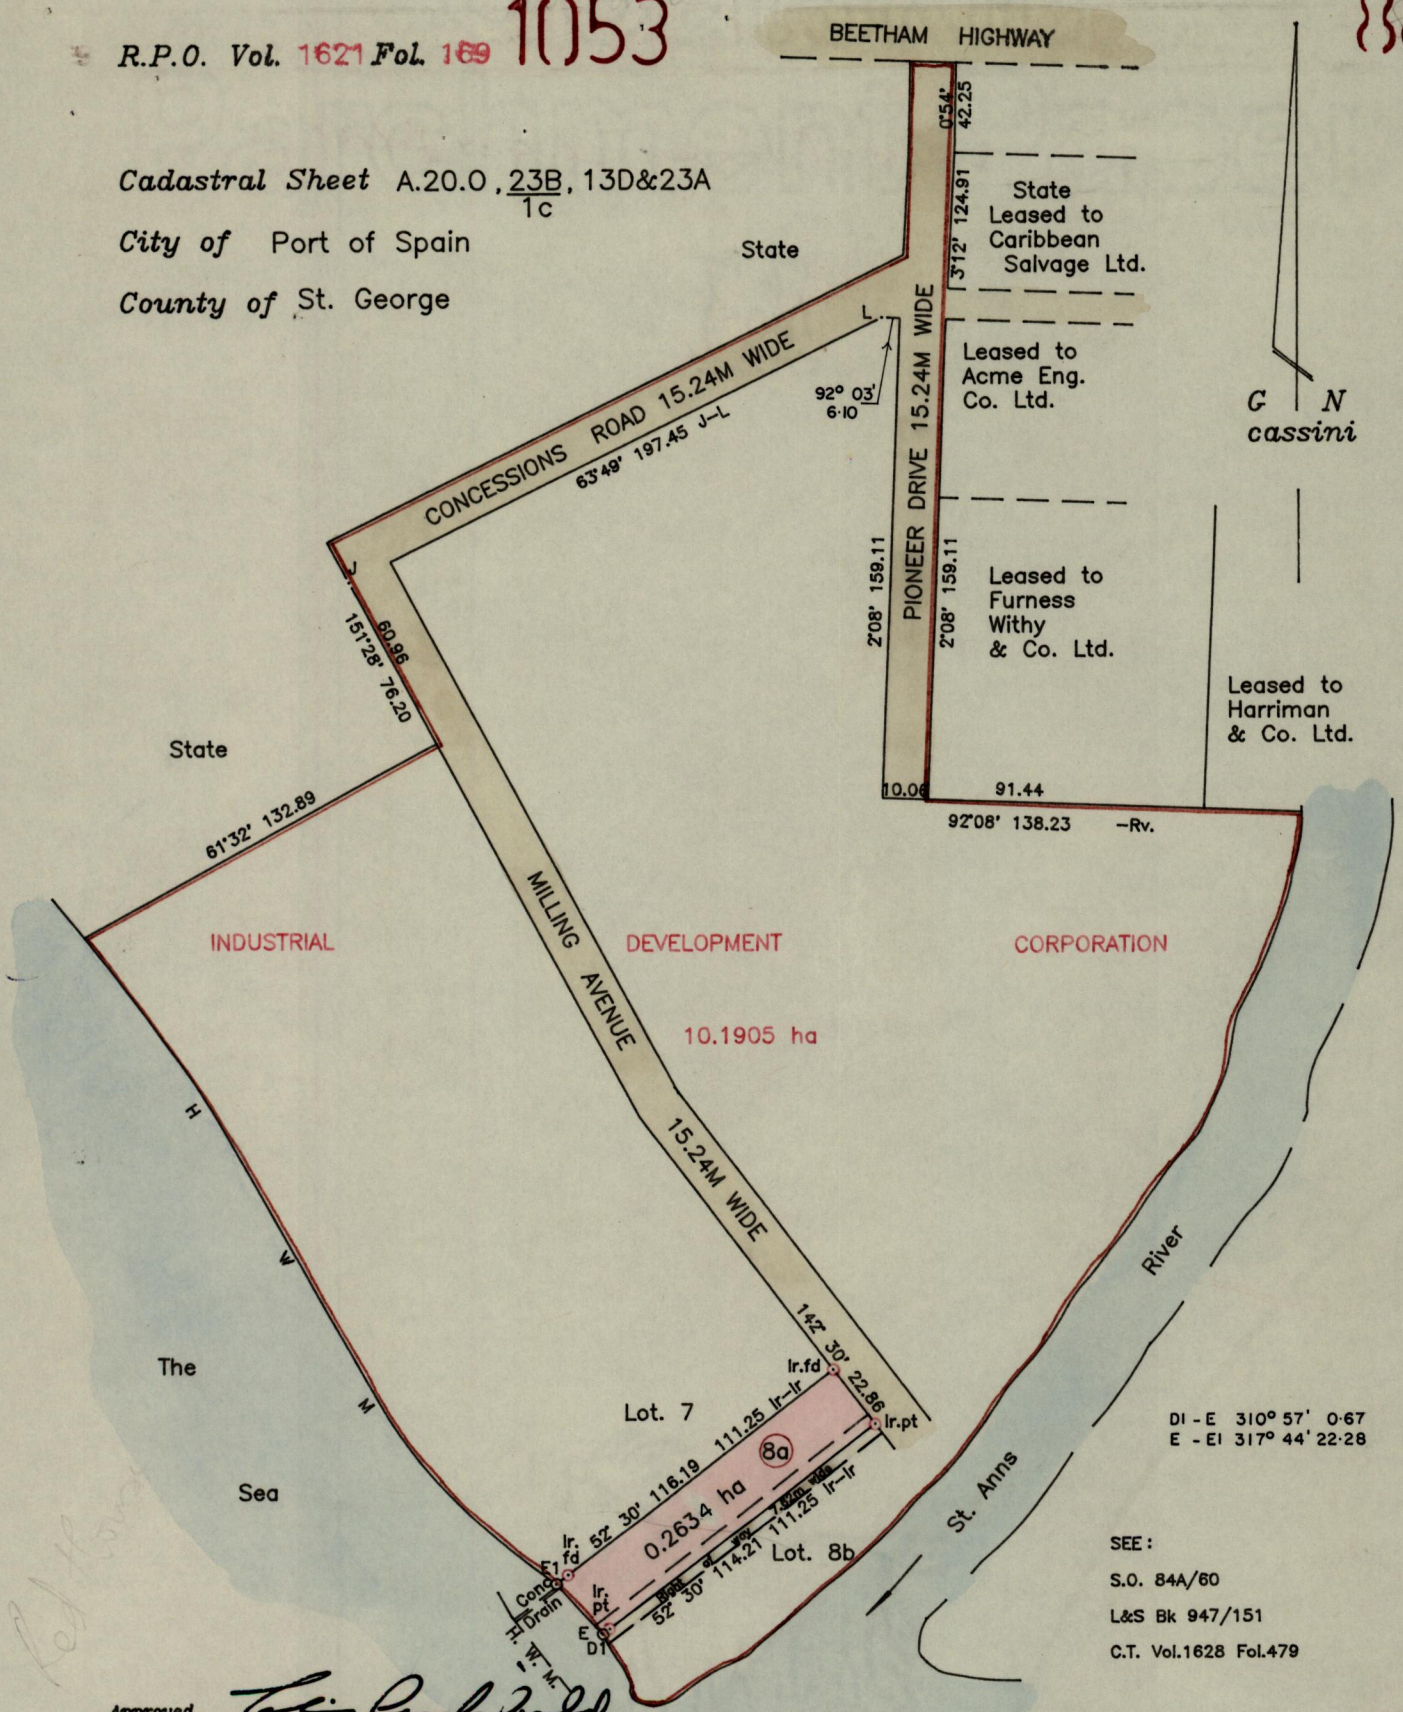 R.P.O. Vol. 1621 Fol. 169 1053
BEETHAM HIGHWAY
Cadastral Sheet A.20.O, 23B/1c, 13D&23A
City of Port of Spain
County of St. George
0°54'
42.25
3°12' 124.91
State
Leased to
Caribbean
Salvage Ltd.
State
L
CONCESSIONS ROAD 15.24M WIDE
63°49' 197.45 J-L
92° 03'
6·10
PIONEER DRIVE 15.24M WIDE
Leased to
Acme Eng.
Co. Ltd.
G N
cassini
2°08' 159.11
2°08' 159.11
Leased to
Furness
Withy
& Co. Ltd.
Leased to
Harriman
& Co. Ltd.
J
60.96
151°28' 76.20
State
61°32' 132.89
10.06
91.44
92°08' 138.23 -Rv.
INDUSTRIAL DEVELOPMENT CORPORATION
10.1905 ha
MILLING AVENUE
15.24M WIDE
H
W
M
The
Sea
River
St. Anns
142° 30' 22.86
Ir.fd
Ir.pt
Lot. 7
52° 30' 116.19 111.25 Ir-Ir
8a
0.2634 ha
Right of way 7.62m wide
52° 30' 114.21 111.25 Ir-Ir
Lot. 8b
Ir.
fd
E1
Conc
Drain
Ir.
pt
E
D1
H. W. M.
D1 - E 310° 57' 0·67
E - E1 317° 44' 22·28
SEE:
S.O. 84A/60
L&S Bk 947/151
C.T. Vol.1628 Fol.479
Approved